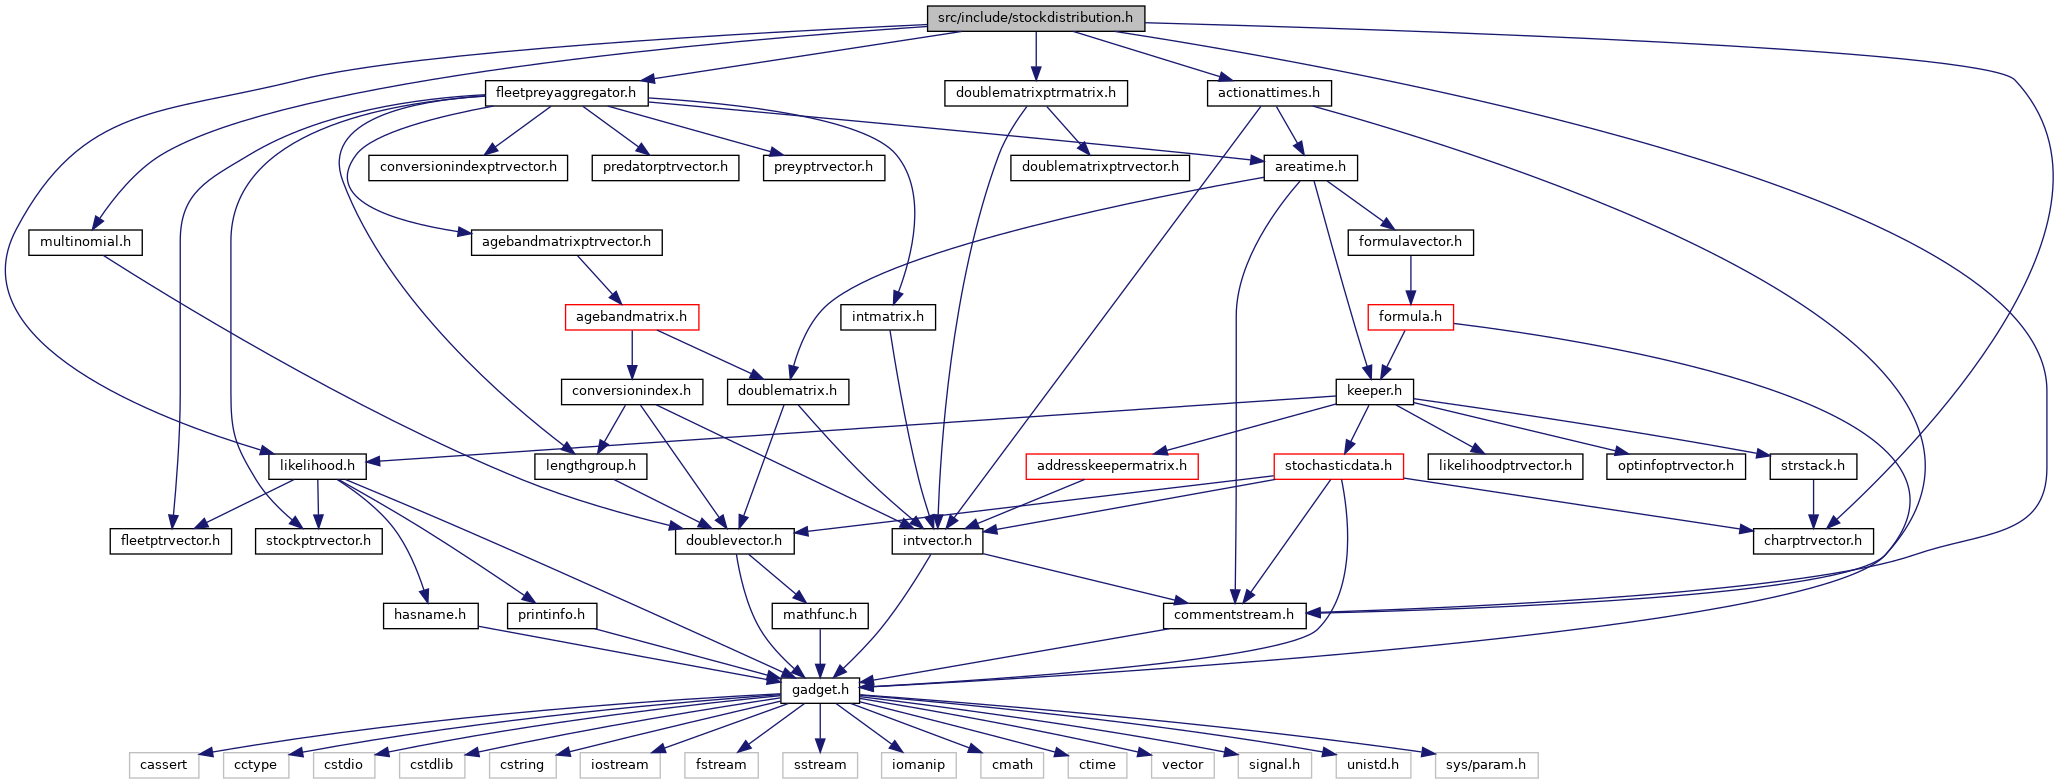 src/include/stockdistribution.h
fleetpreyaggregator.h
doublematrixptrmatrix.h
actionattimes.h
conversionindexptrvector.h
predatorptrvector.h
preyptrvector.h
doublematrixptrvector.h
areatime.h
multinomial.h
agebandmatrixptrvector.h
formulavector.h
agebandmatrix.h
intmatrix.h
formula.h
conversionindex.h
doublematrix.h
keeper.h
likelihood.h
lengthgroup.h
addresskeepermatrix.h
stochasticdata.h
likelihoodptrvector.h
optinfoptrvector.h
strstack.h
fleetptrvector.h
stockptrvector.h
doublevector.h
intvector.h
charptrvector.h
hasname.h
printinfo.h
mathfunc.h
commentstream.h
gadget.h
cassert
cctype
cstdio
cstdlib
cstring
iostream
fstream
sstream
iomanip
cmath
ctime
vector
signal.h
unistd.h
sys/param.h